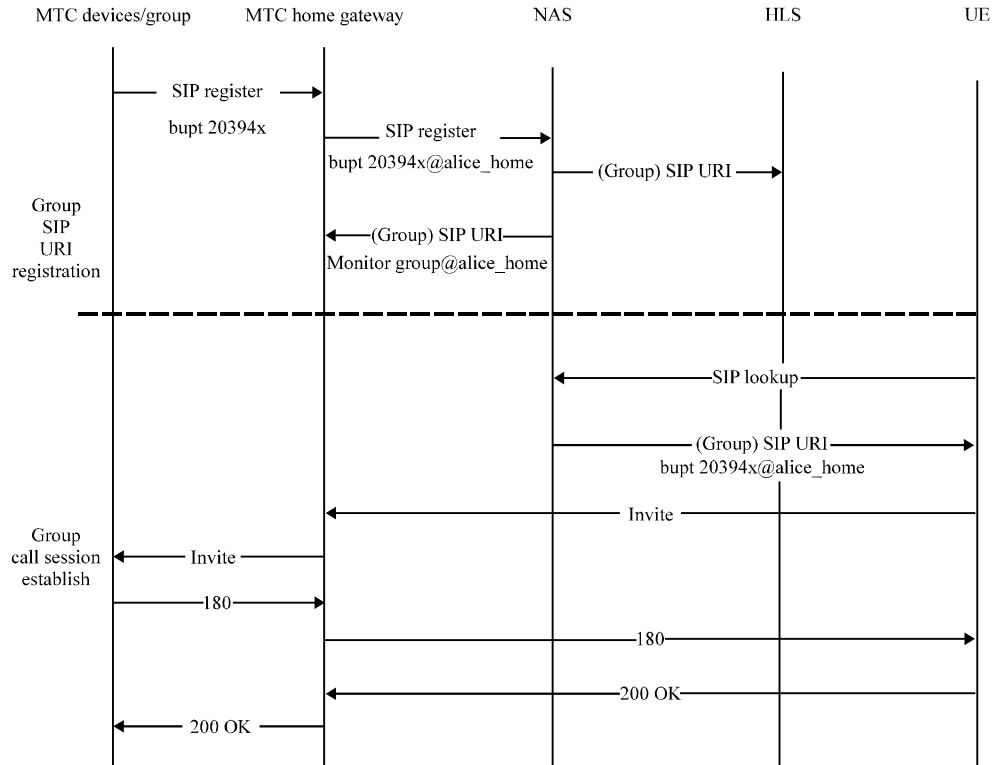 MTC devices/group
MTC home gateway
NAS
HLS
UE
SIP register
bupt 20394x
SIP register
bupt 20394x@alice_home
(Group) SIP URI
Group
SIP
URI
registration
(Group) SIP URI
Monitor group@alice_home
SIP lookup
(Group) SIP URI
bupt 20394x@alice_home
Invite
Group
call session
establish
Invite
180
180
200 OK
200 OK